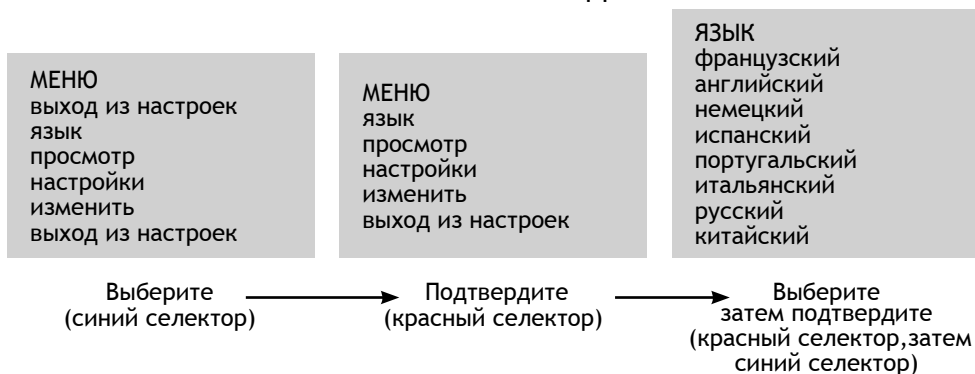 МЕНЮ
выход из настроек
язык
просмотр
настройки
изменить
выход из настроек
МЕНЮ
язык
просмотр
настройки
изменить
выход из настроек
ЯЗЫК
французский
английский
немецкий
испанский
португальский
итальянский
русский
китайский
Выберите
(синий селектор)
Подтвердите
(красный селектор)
Выберите
затем подтвердите
(красный селектор,затем
синий селектор)